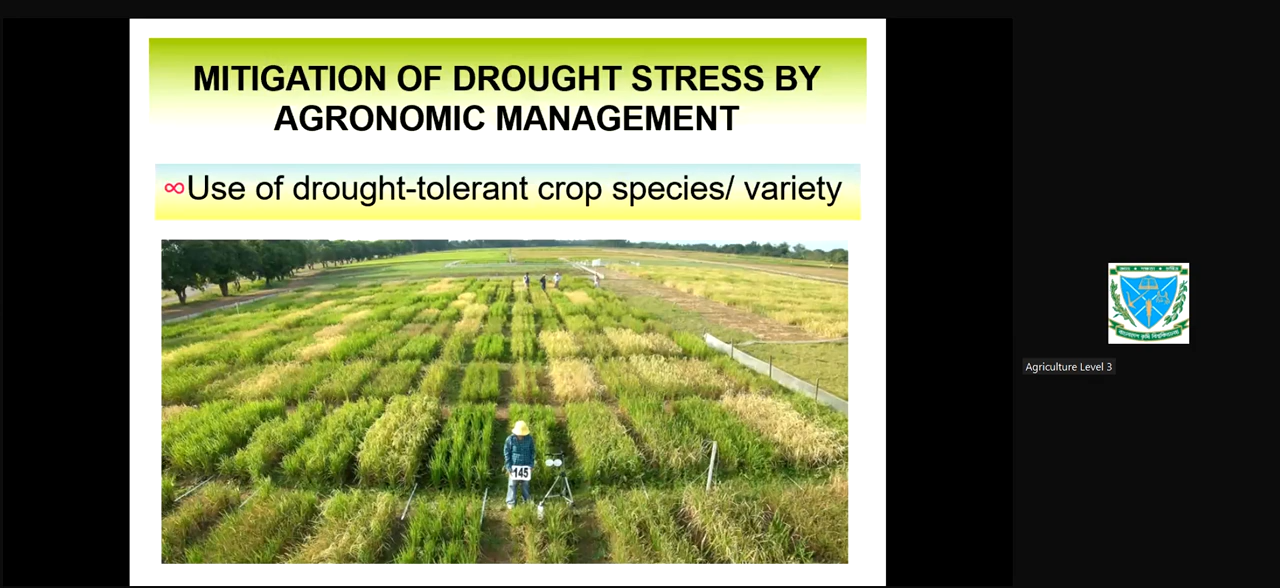 MITIGATION OF DROUGHT STRESS BY
AGRONOMIC MANAGEMENT
∞Use of drought-tolerant crop species/ variety
145
Agriculture Level 3